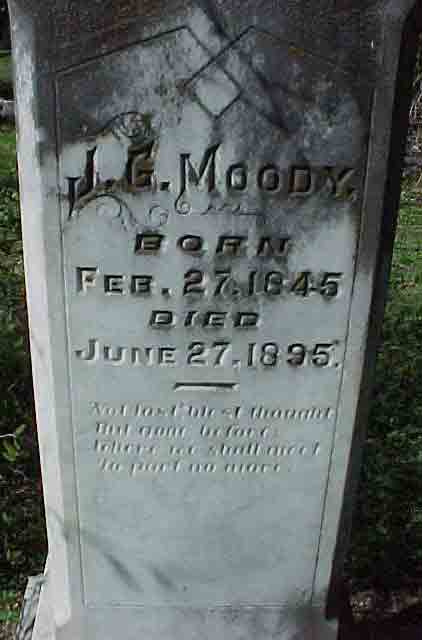 J. G. MOODY.
BORN
FEB. 27, 1845
DIED
JUNE 27, 1895.
Not lost blest thought
But gone before;
Where we shall meet
To part no more.